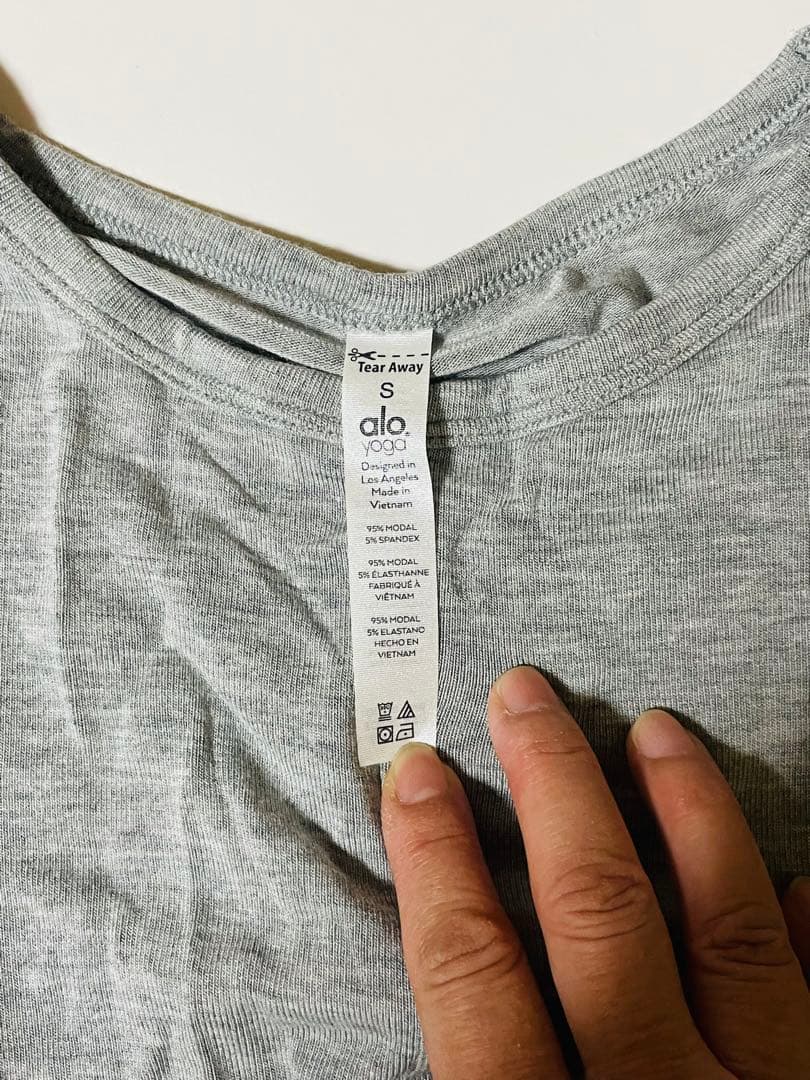 Tear Away
S
alo
yoga
Designed in
Los Angeles
Made in
Vietnam
95% MODAL
5% SPANDEX
95% MODAL
5% ÉLASTHANNE
FABRIQUÉ À
VIÊTNAM
95% MODAL
5% ELASTANO
HECHO EN
VIETNAM